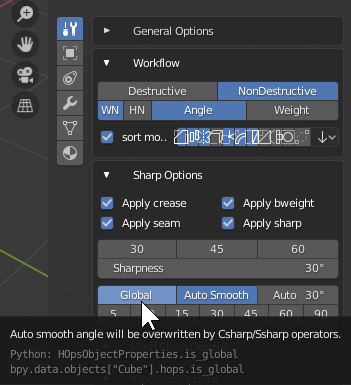 General Options
Workflow
Destructive NonDestructive
WN HN Angle Weight
sort mo..
Sharp Options
Apply crease Apply bweight
Apply seam Apply sharp
30 45 60
Sharpness 30°
Global Auto Smooth Auto 30°
5 30 45 60 90
Auto smooth angle will be overwritten by Csharp/Ssharp operators.
Python: HOpsObjectProperties.is_global
bpy.data.objects["Cube"].hops.is_global